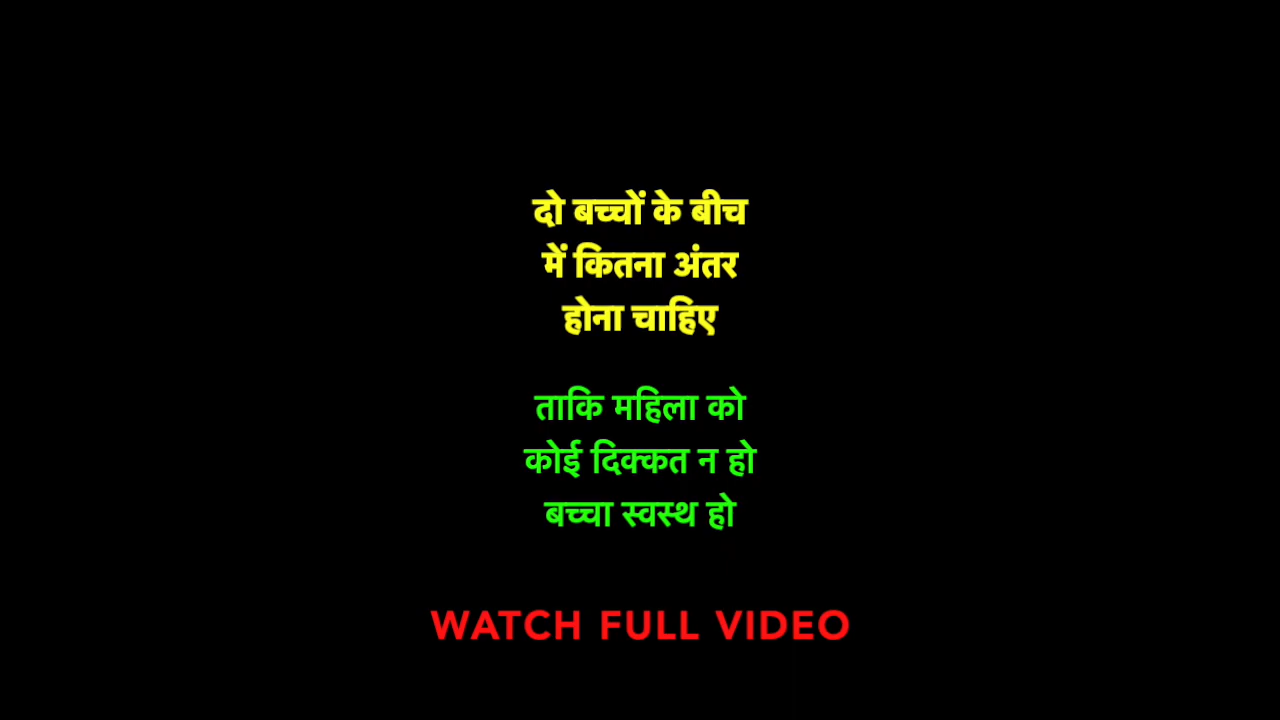 दो बच्चों के बीच
में कितना अंतर
होना चाहिए
ताकि महिला को
कोई दिक्कत न हो
बच्चा स्वस्थ हो
WATCH FULL VIDEO